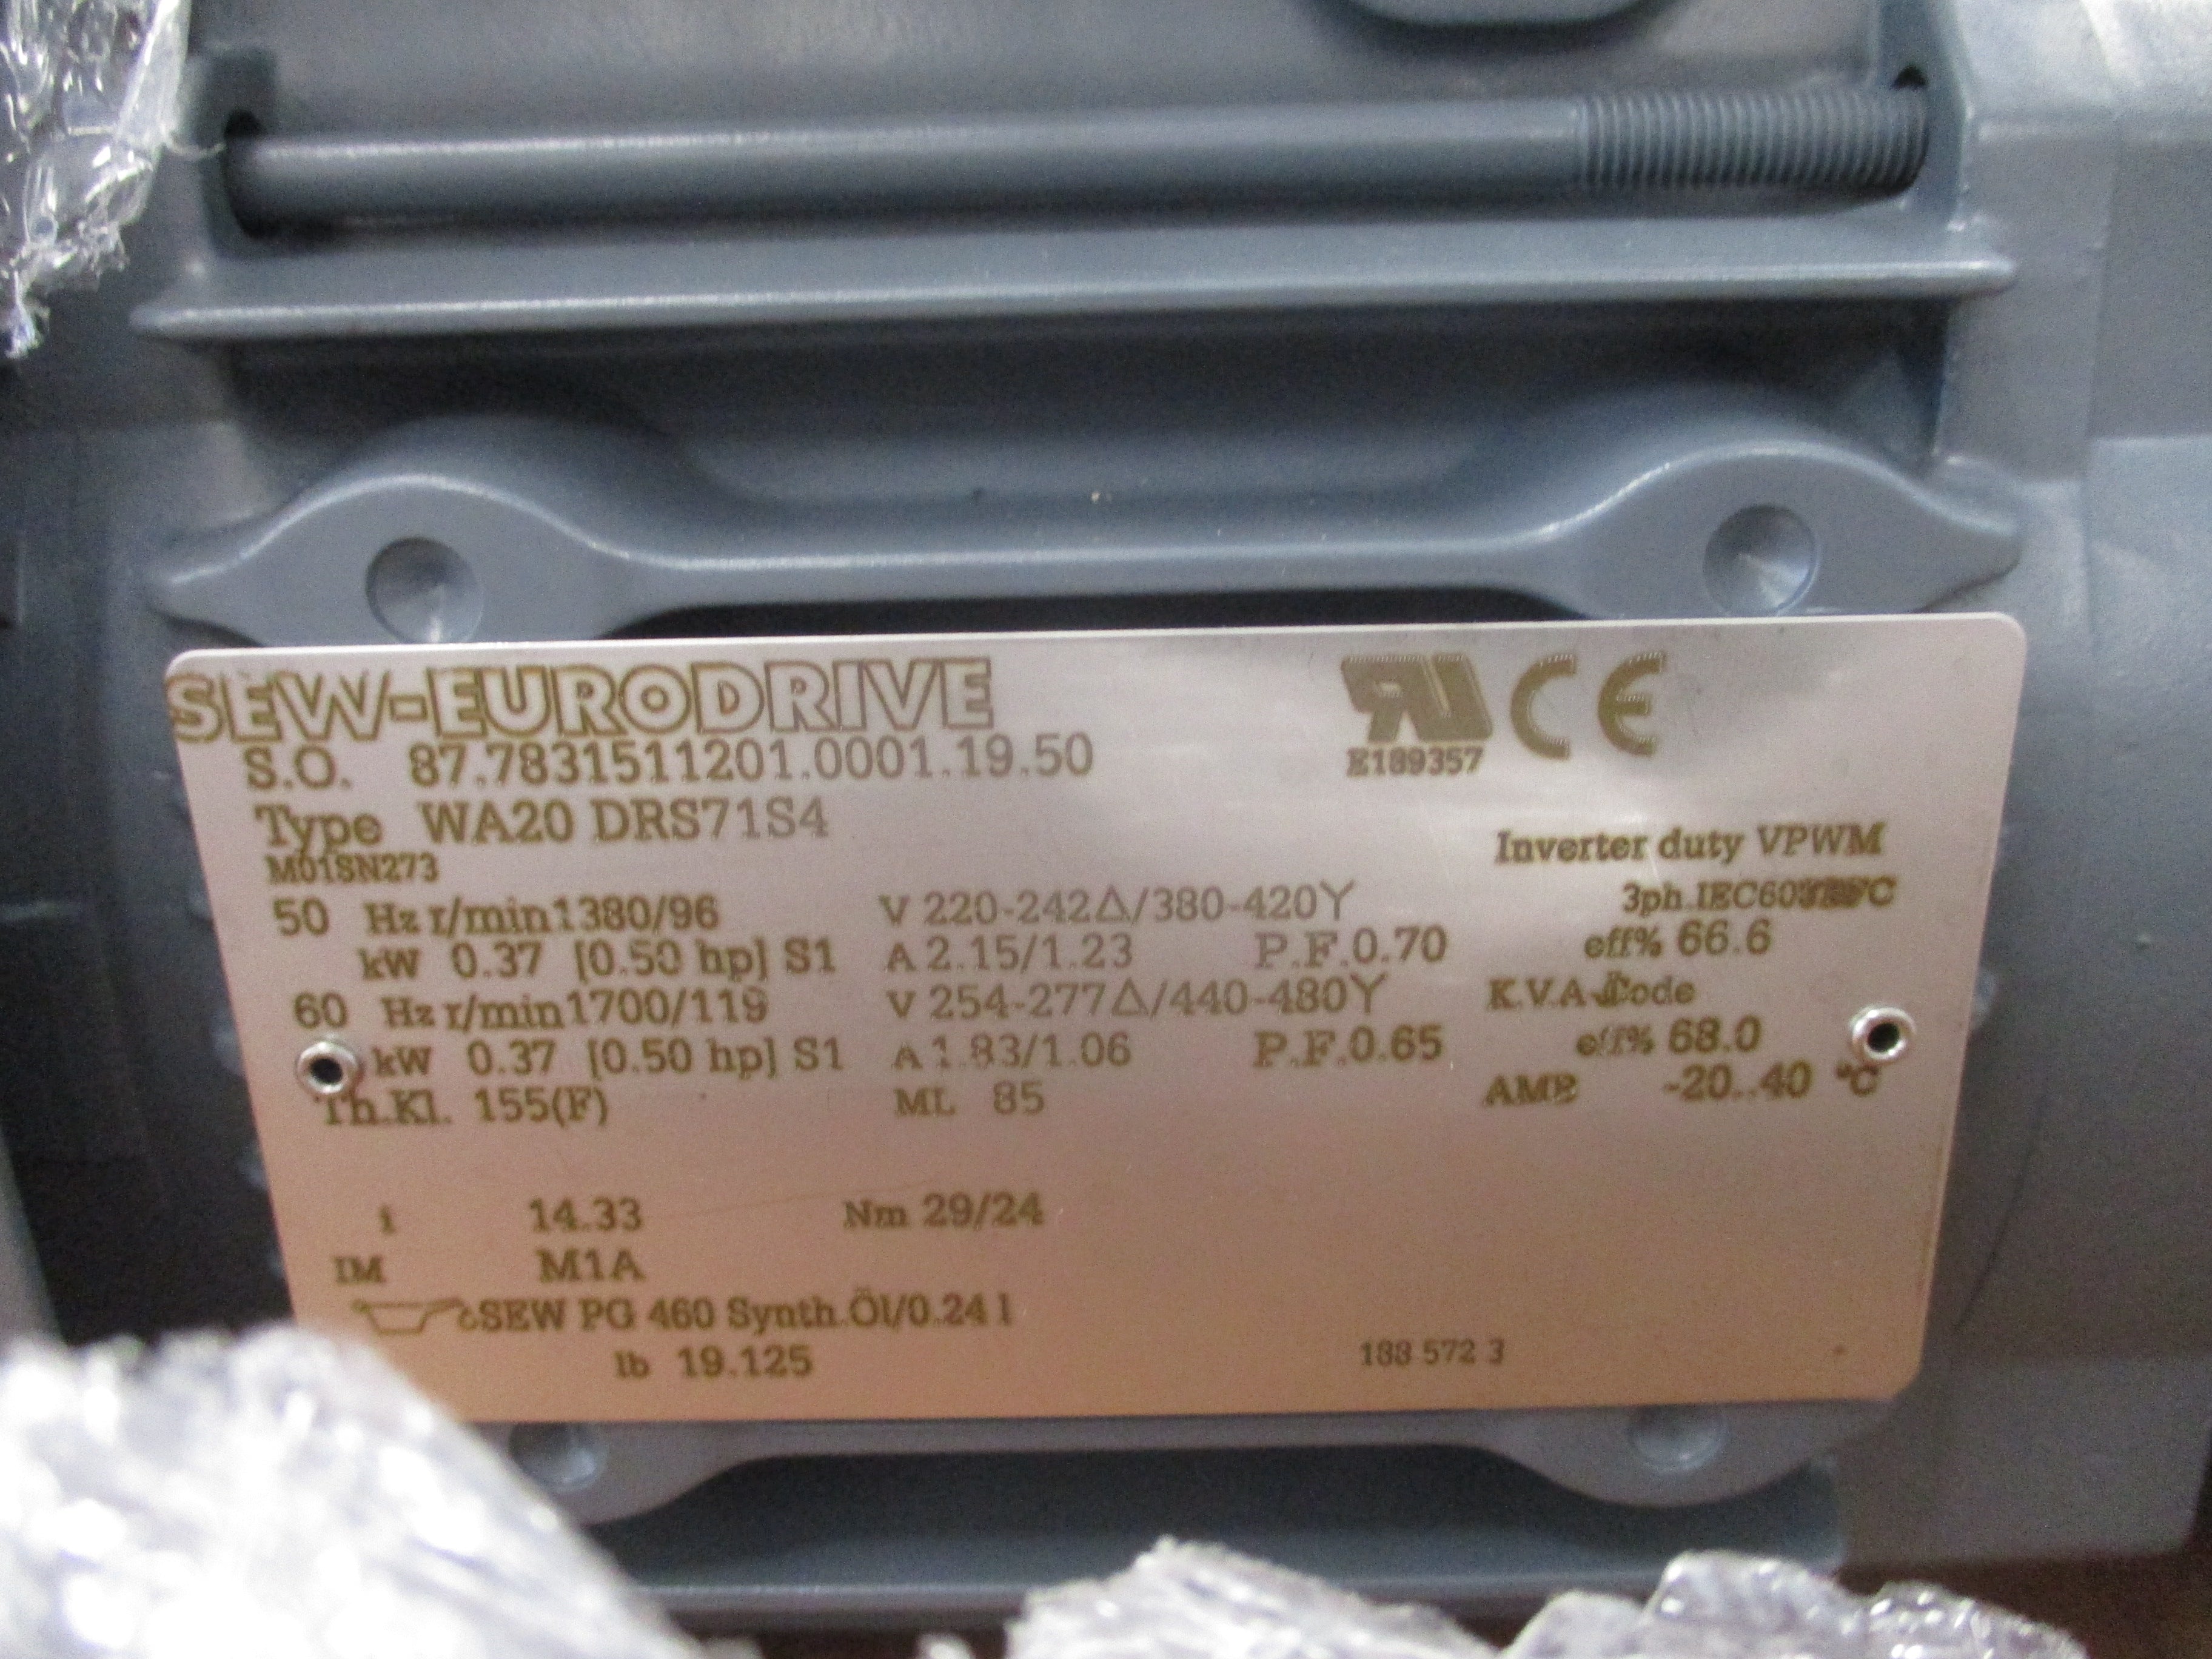 SEW-EURODRIVE
S.O. 87.7831511201.0001.19.50
E189357
Type WA20 DRS71S4
M01SN273
Inverter duty VPWM
50 Hz r/min 1380/96 V 220-242Δ/380-420Y 3ph
kW 0.37 [0.50 hp] S1 A 2.15/1.23 P.F. 0.70 eff% 66.6
60 Hz r/min 1700/119 V 254-277Δ/440-480Y K.V.A Code
kW 0.37 [0.50 hp] S1 A 1.83/1.06 P.F. 0.65 eff% 68.0
Th.Kl. 155(F) ML 85 AMB -20..40 °C
i 14.33 Nm 29/24
IM M1A
SEW PG 460 Synth.Öl/0.24 l
lb 19.125 188 572 3